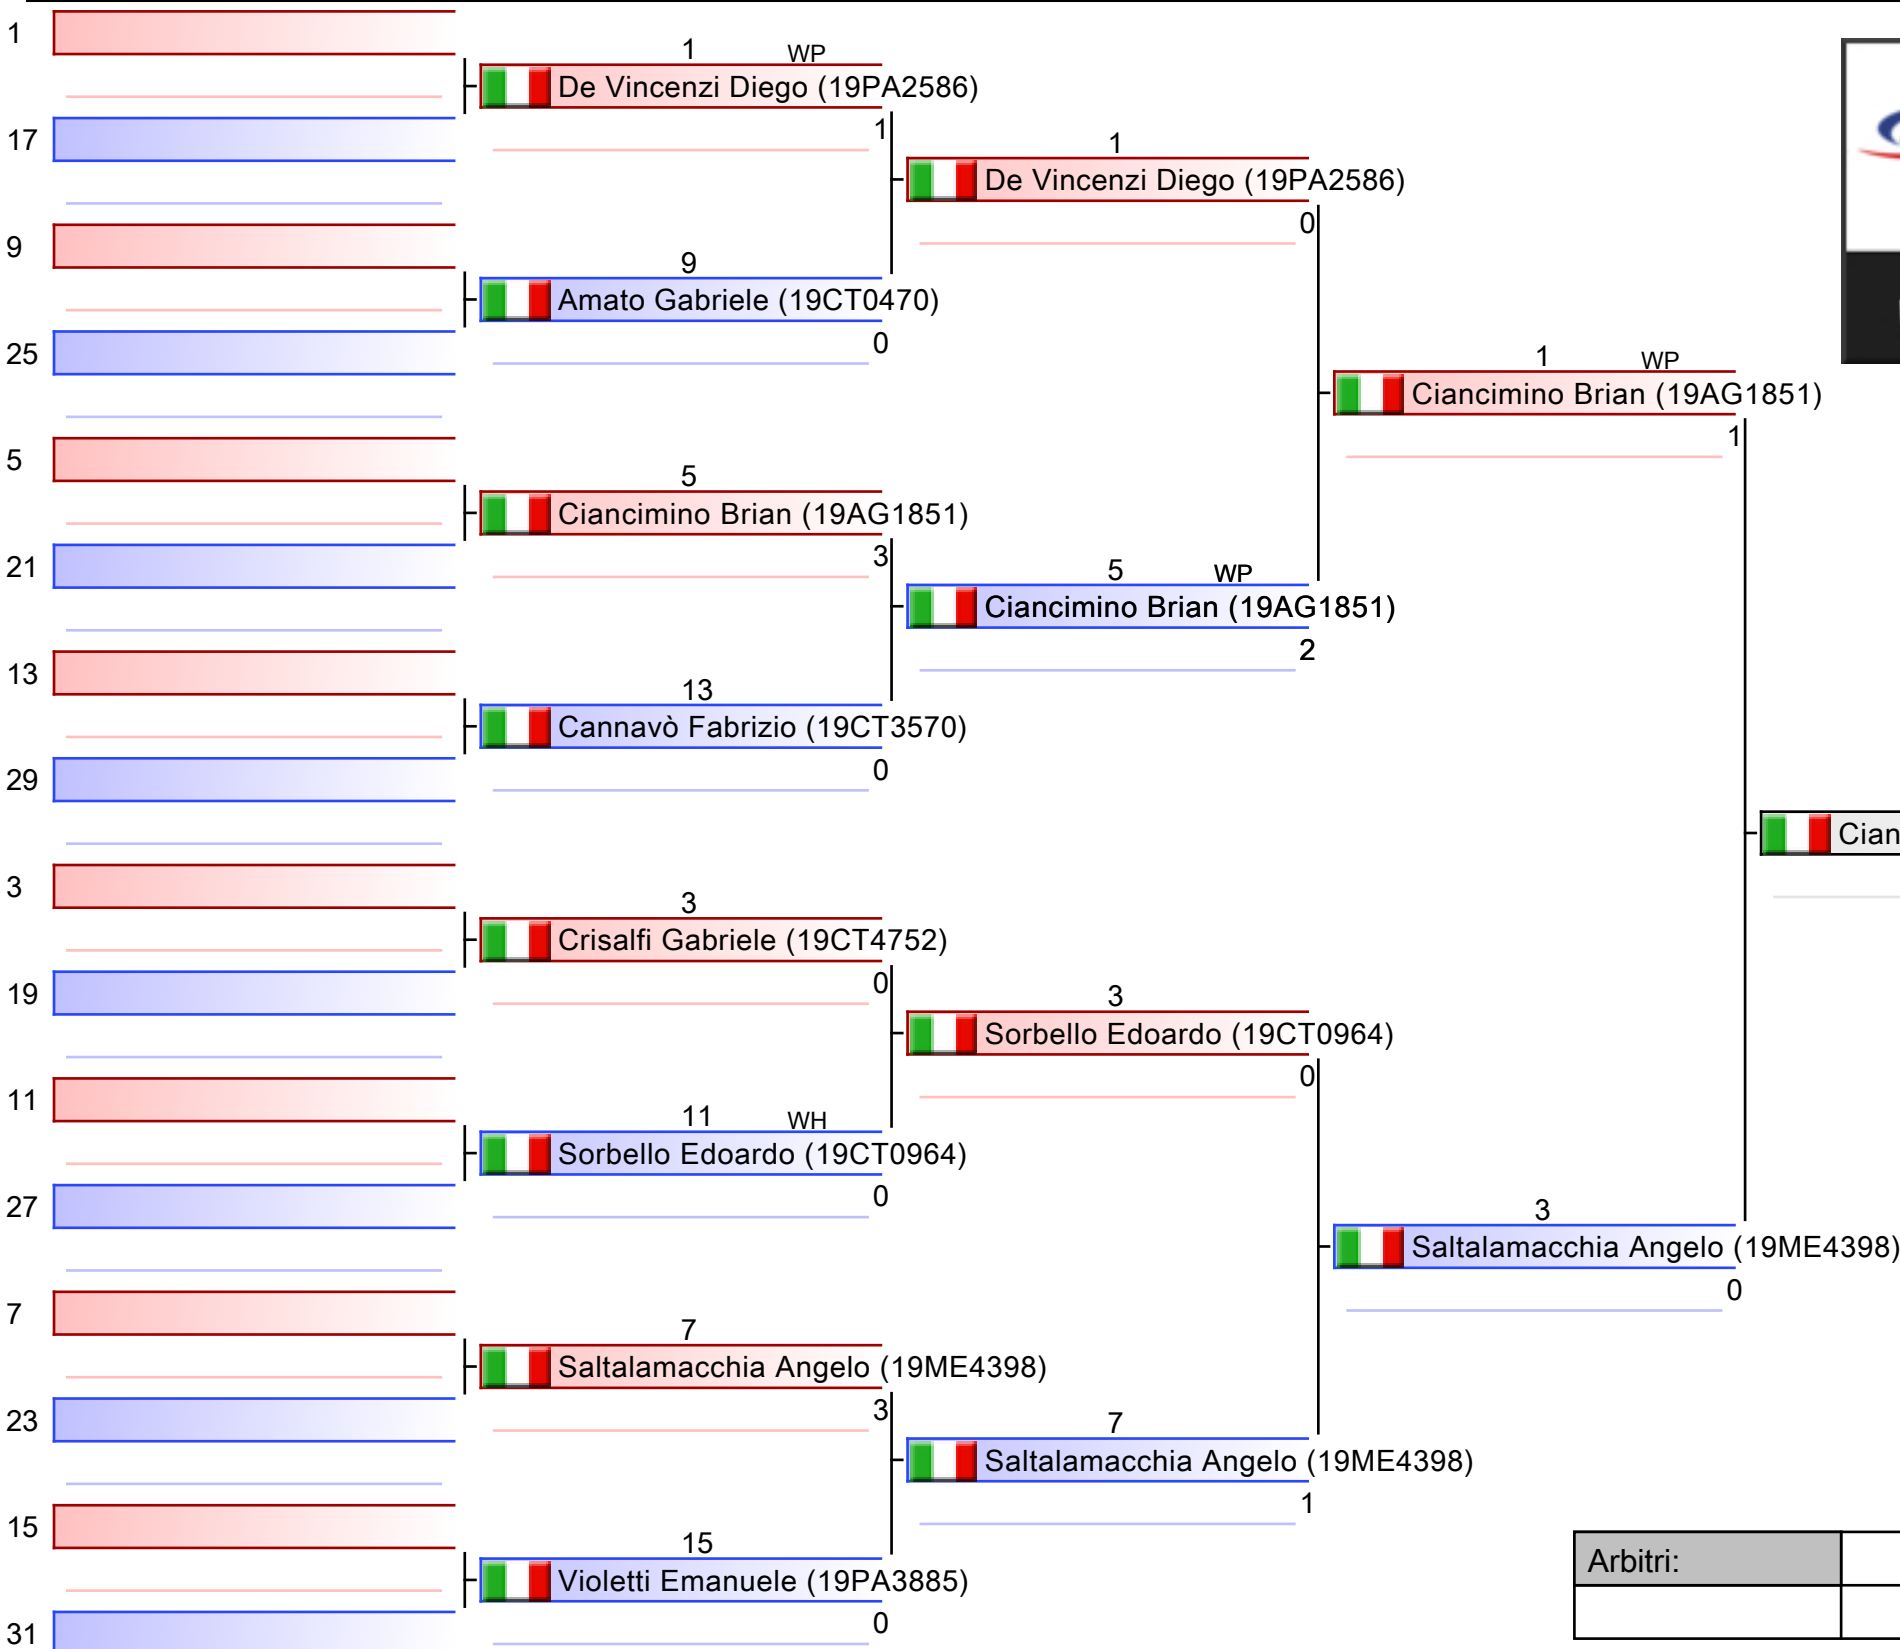 1
17
9
25
5
21
13
29
3
19
11
27
7
23
15
31
1 WP
De Vincenzi Diego (19PA2586)
1
9
Amato Gabriele (19CT0470)
0
5
Ciancimino Brian (19AG1851)
3
13
Cannavò Fabrizio (19CT3570)
0
3
Crisalfi Gabriele (19CT4752)
0
11 WH
Sorbello Edoardo (19CT0964)
0
7
Saltalamacchia Angelo (19ME4398)
3
15
Violetti Emanuele (19PA3885)
0
1
De Vincenzi Diego (19PA2586)
0
5 WP
Ciancimino Brian (19AG1851)
2
3
Sorbello Edoardo (19CT0964)
0
7
Saltalamacchia Angelo (19ME4398)
1
1 WP
Ciancimino Brian (19AG1851)
1
3
Saltalamacchia Angelo (19ME4398)
0
Cian
Arbitri: